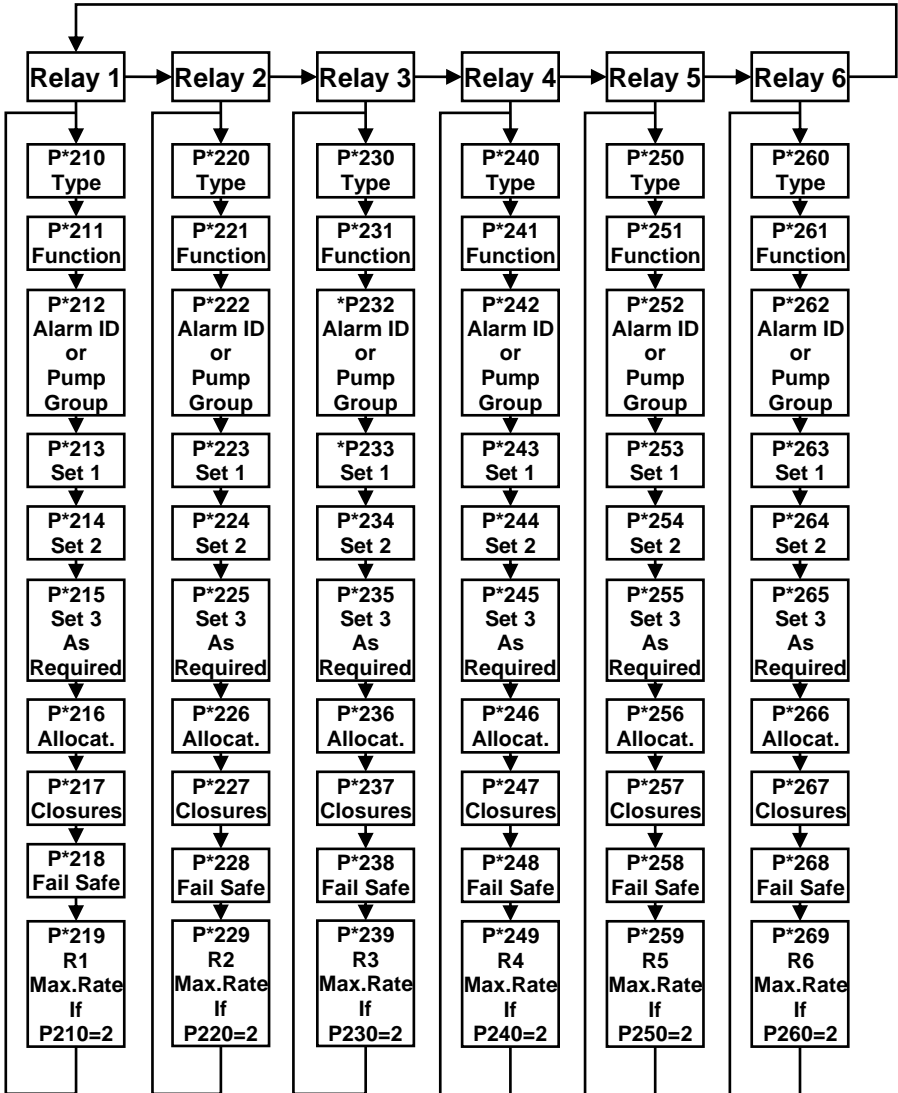 Relay 1
Relay 2
Relay 3
Relay 4
Relay 5
Relay 6
P*210
Type
P*211
Function
P*212
Alarm ID
or
Pump
Group
P*213
Set 1
P*214
Set 2
P*215
Set 3
As
Required
P*216
Allocat.
P*217
Closures
P*218
Fail Safe
P*219
R1
Max.Rate
If
P210=2
P*220
Type
P*221
Function
P*222
Alarm ID
or
Pump
Group
P*223
Set 1
P*224
Set 2
P*225
Set 3
As
Required
P*226
Allocat.
P*227
Closures
P*228
Fail Safe
P*229
R2
Max.Rate
If
P220=2
P*230
Type
P*231
Function
*P232
Alarm ID
or
Pump
Group
*P233
Set 1
P*234
Set 2
P*235
Set 3
As
Required
P*236
Allocat.
P*237
Closures
P*238
Fail Safe
P*239
R3
Max.Rate
If
P230=2
P*240
Type
P*241
Function
P*242
Alarm ID
or
Pump
Group
P*243
Set 1
P*244
Set 2
P*245
Set 3
As
Required
P*246
Allocat.
P*247
Closures
P*248
Fail Safe
P*249
R4
Max.Rate
If
P240=2
P*250
Type
P*251
Function
P*252
Alarm ID
or
Pump
Group
P*253
Set 1
P*254
Set 2
P*255
Set 3
As
Required
P*256
Allocat.
P*257
Closures
P*258
Fail Safe
P*259
R5
Max.Rate
If
P250=2
P*260
Type
P*261
Function
P*262
Alarm ID
or
Pump
Group
P*263
Set 1
P*264
Set 2
P*265
Set 3
As
Required
P*266
Allocat.
P*267
Closures
P*268
Fail Safe
P*269
R6
Max.Rate
If
P260=2